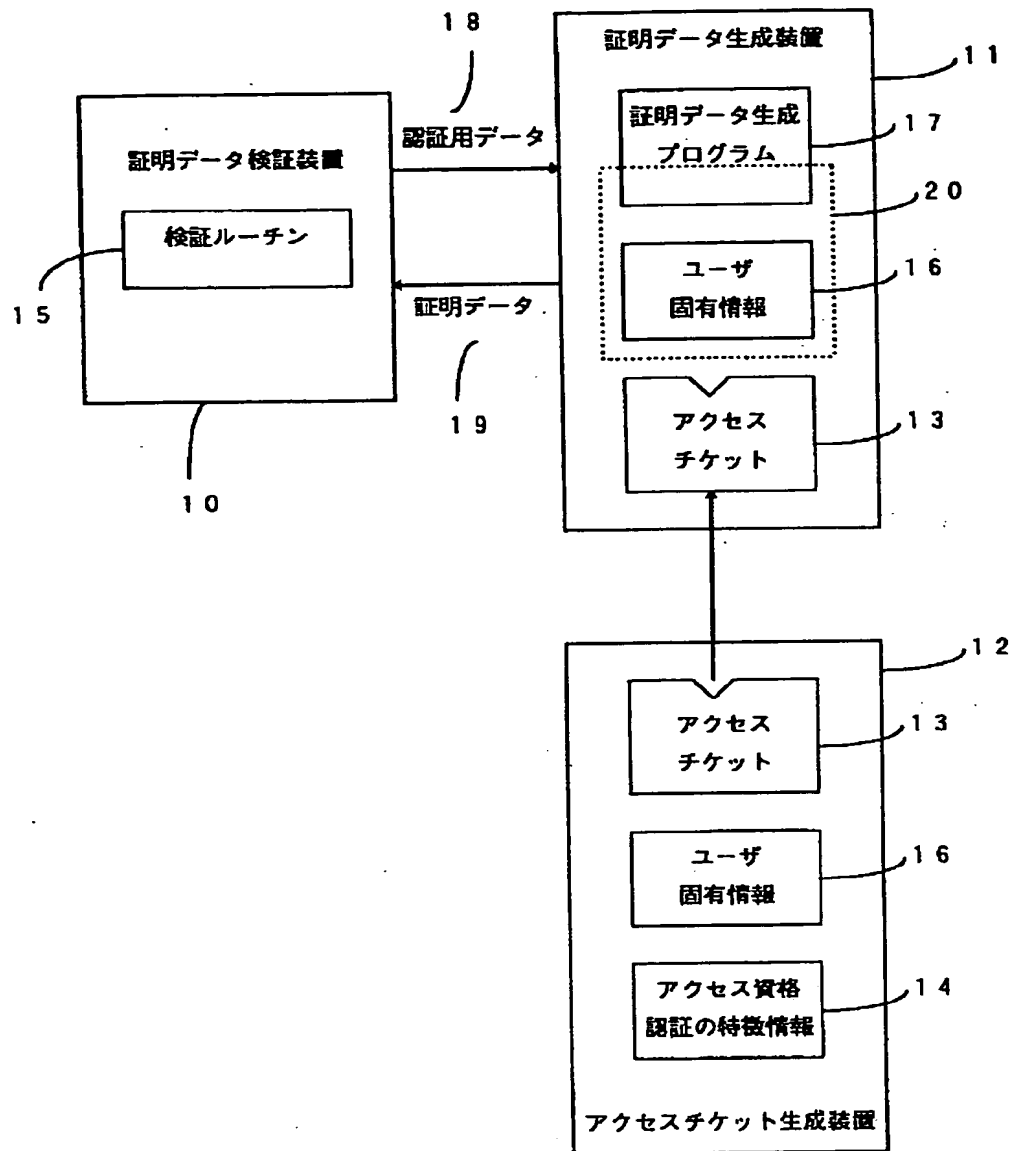 18
証明データ生成装置
11
認証用データ
証明データ生成
プログラム
17
証明データ検証装置
検証ルーチン
15
20
ユーザ
固有情報
16
証明データ
19
アクセス
チケット
13
10
12
アクセス
チケット
13
ユーザ
固有情報
16
アクセス資格
認証の特徴情報
14
アクセスチケット生成装置